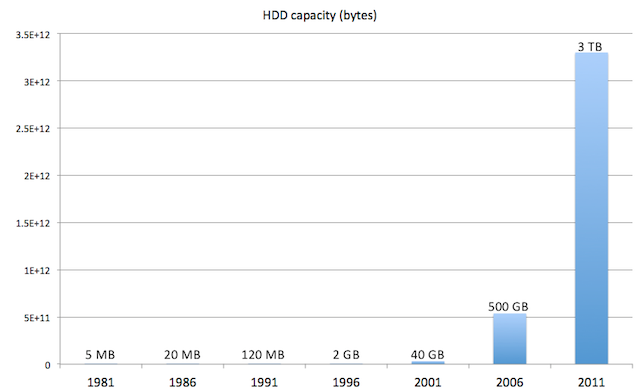 HDD capacity (bytes)
3.5E+12
3E+12
2.5E+12
2E+12
1.5E+12
1E+12
5E+11
0
5 MB 20 MB 120 MB 2 GB 40 GB 500 GB 3 TB
1981 1986 1991 1996 2001 2006 2011